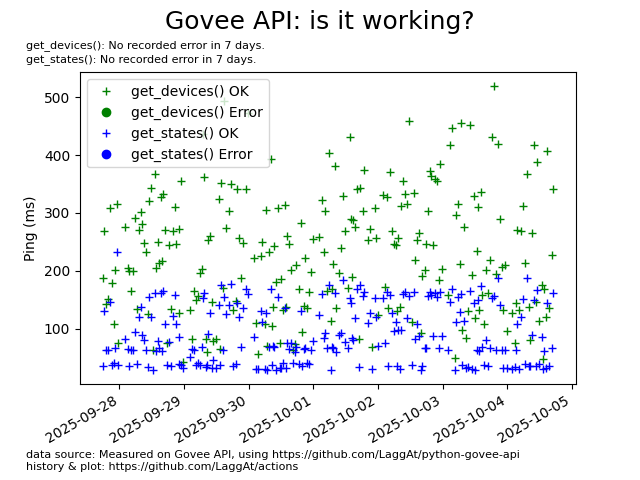 Govee API: is it working?
get_devices(): No recorded error in 7 days.
get_states(): No recorded error in 7 days.
get_devices() OK
get_devices() Error
get_states() OK
get_states() Error
Ping (ms)
500
400
300
200
100
2025-09-28
2025-09-29
2025-09-30
2025-10-01
2025-10-02
2025-10-03
2025-10-04
2025-10-05
data source: Measured on Govee API, using https://github.com/LaggAt/python-govee-api
history & plot: https://github.com/LaggAt/actions